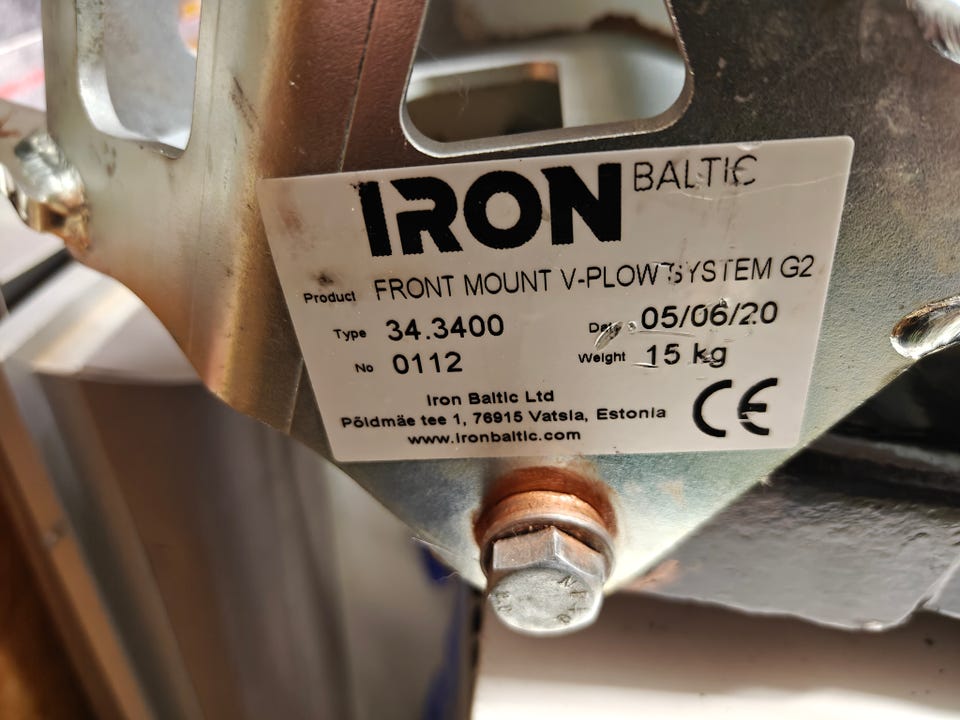 IRON BALTIC
Product FRONT MOUNT V-PLOW SYSTEM G2
Type 34.3400 Date 05/06/20
No 0112 Weight 15 kg
Iron Baltic Ltd
Põldmäe tee 1, 76915 Vatsla, Estonia
www.ironbaltic.com
CE